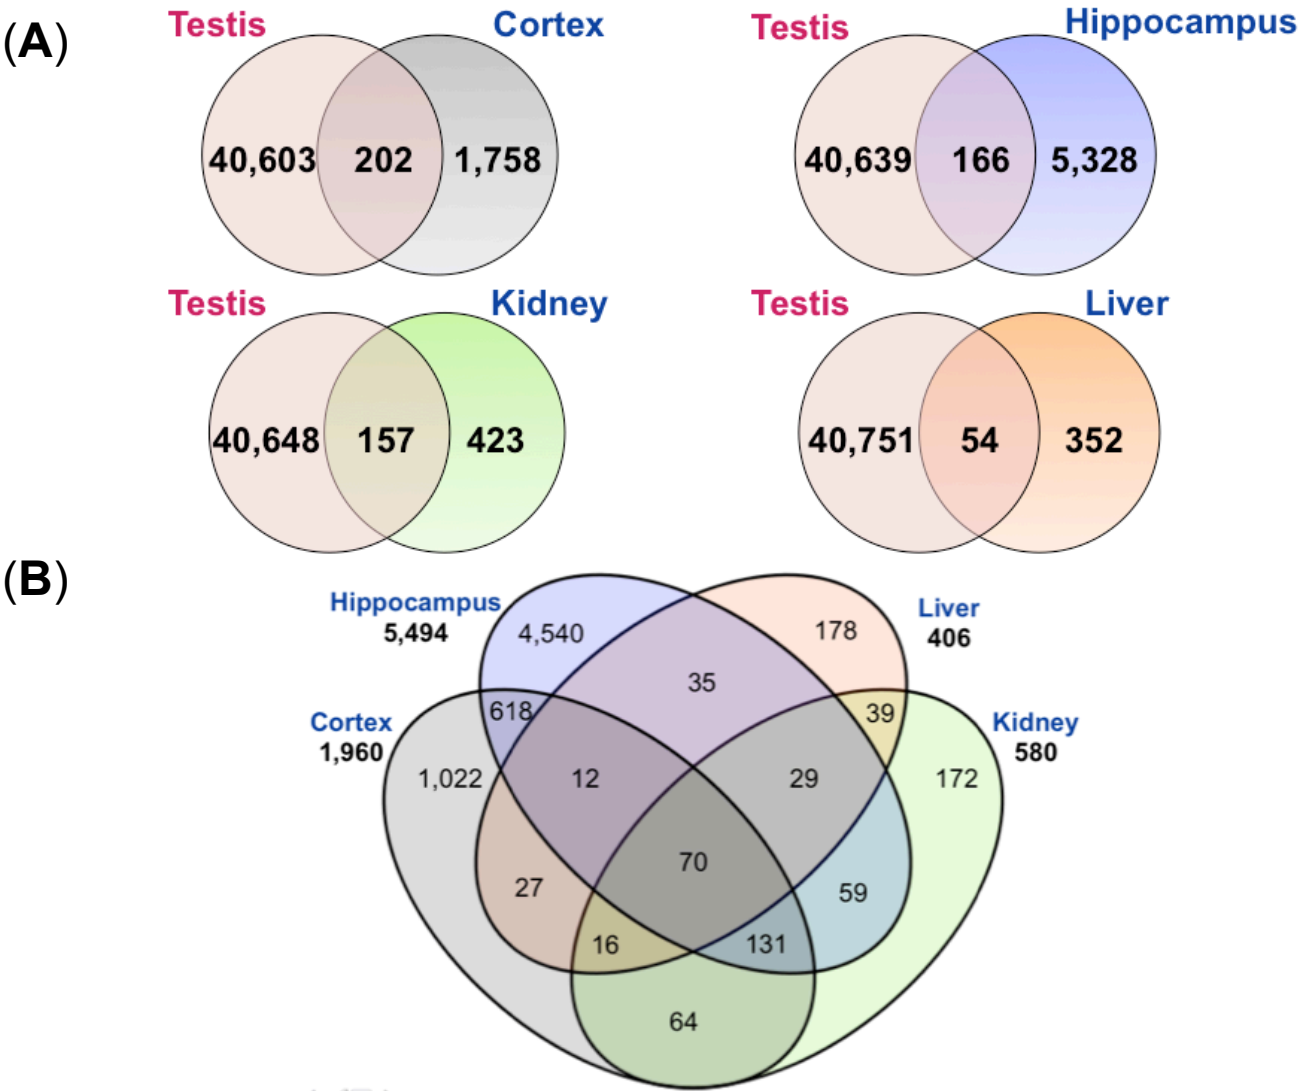 (A)
Testis Cortex
40,603 202 1,758
Testis Hippocampus
40,639 166 5,328
Testis Kidney
40,648 157 423
Testis Liver
40,751 54 352
(B)
Hippocampus
5,494
Liver
406
Cortex
1,960
Kidney
580
4,540
178
35
618
39
1,022
12
29
172
70
27
59
16
131
64